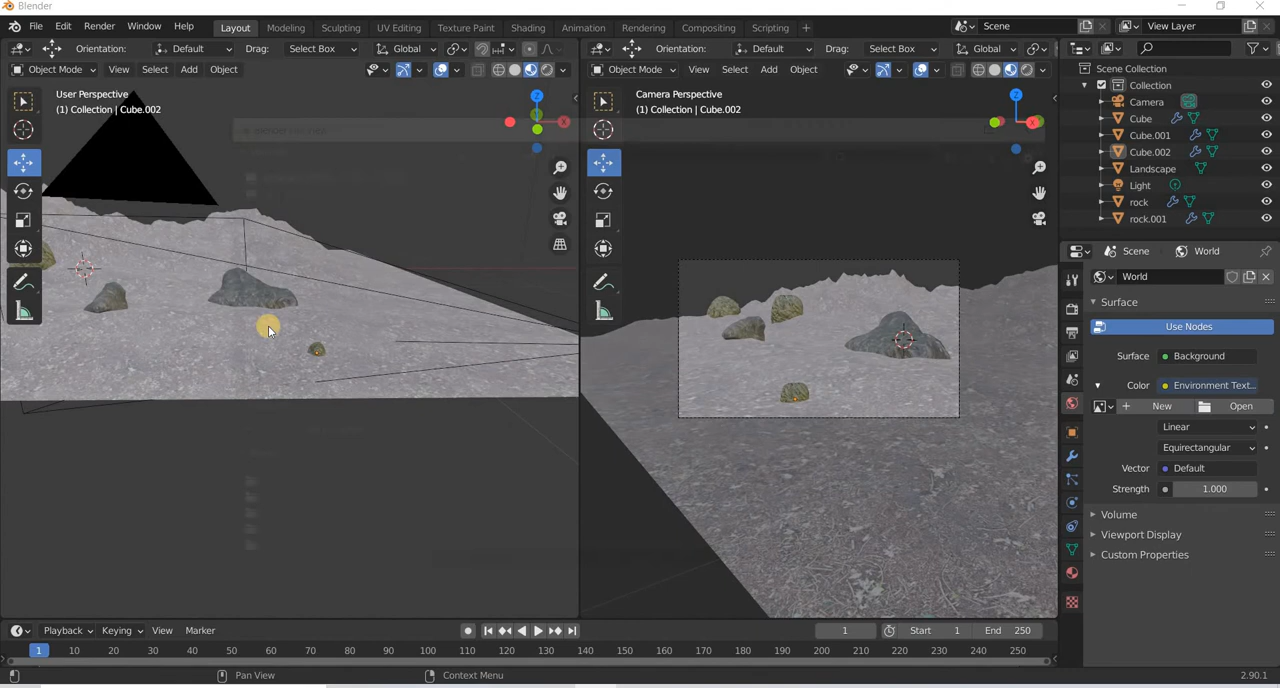 Blender
File Edit Render Window Help Layout Modeling Sculpting UV Editing Texture Paint Shading Animation Rendering Compositing Scripting + Scene View Layer
Orientation: Default Drag: Select Box Global Orientation: Default Drag: Select Box Global
Object Mode View Select Add Object Object Mode View Select Add Object
User Perspective
(1) Collection | Cube.002
Z
X
Camera Perspective
(1) Collection | Cube.002
Z
X
Scene Collection
Collection
Camera
Cube
Cube.001
Cube.002
Landscape
Light
rock
rock.001
Scene World
World
Surface
Use Nodes
Surface Background
Color Environment Text...
New Open
Linear
Equirectangular
Vector Default
Strength 1.000
Volume
Viewport Display
Custom Properties
Playback Keying View Marker 1 Start 1 End 250
1 10 20 30 40 50 60 70 80 90 100 110 120 130 140 150 160 170 180 190 200 210 220 230 240 250
Pan View Context Menu 2.90.1